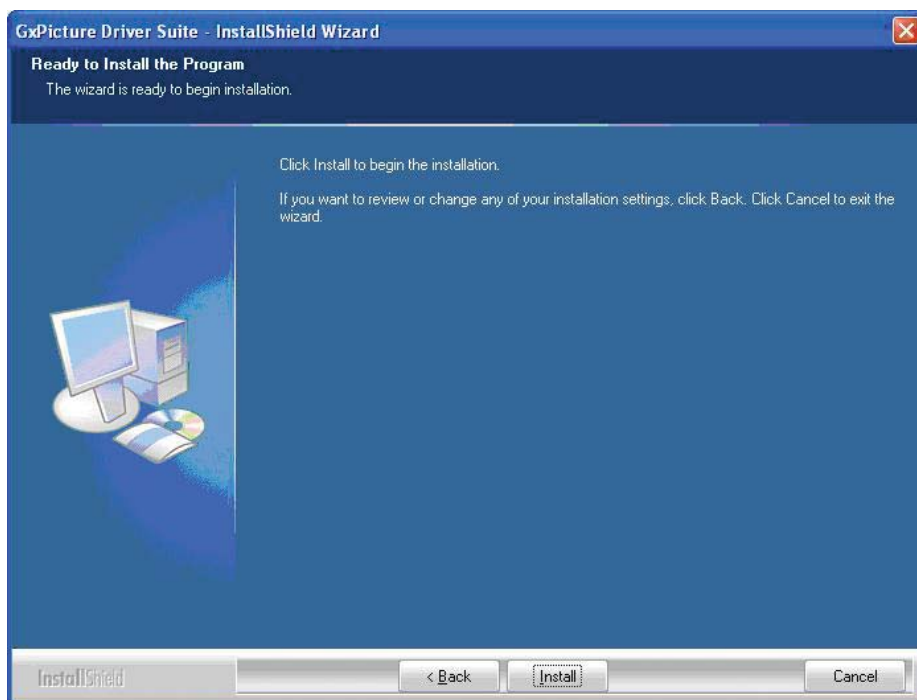 GxPicture Driver Suite - InstallShield Wizard
Ready to Install the Program
The wizard is ready to begin installation.
Click Install to begin the installation.
If you want to review or change any of your installation settings, click Back. Click Cancel to exit the
wizard.
InstallShield
< Back
Install
Cancel